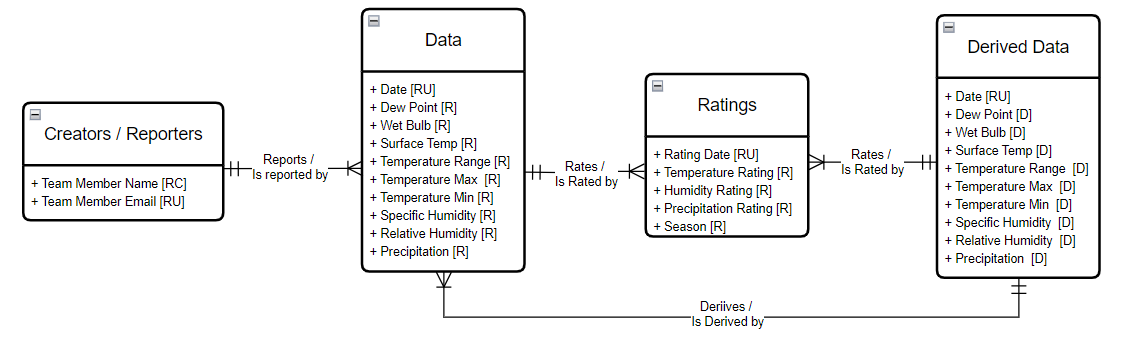 Creators / Reporters
+ Team Member Name [RC]
+ Team Member Email [RU]
Reports /
Is reported by
Data
+ Date [RU]
+ Dew Point [R]
+ Wet Bulb [R]
+ Surface Temp [R]
+ Temperature Range [R]
+ Temperature Max [R]
+ Temperature Min [R]
+ Specific Humidity [R]
+ Relative Humidity [R]
+ Precipitation [R]
Rates /
Is Rated by
Ratings
+ Rating Date [RU]
+ Temperature Rating [R]
+ Humidity Rating [R]
+ Precipitation Rating [R]
+ Season [R]
Rates /
Is Rated by
Derived Data
+ Date [RU]
+ Dew Point [D]
+ Wet Bulb [D]
+ Surface Temp [D]
+ Temperature Range [D]
+ Temperature Max [D]
+ Temperature Min [D]
+ Specific Humidity [D]
+ Relative Humidity [D]
+ Precipitation [D]
Deriives /
Is Derived by